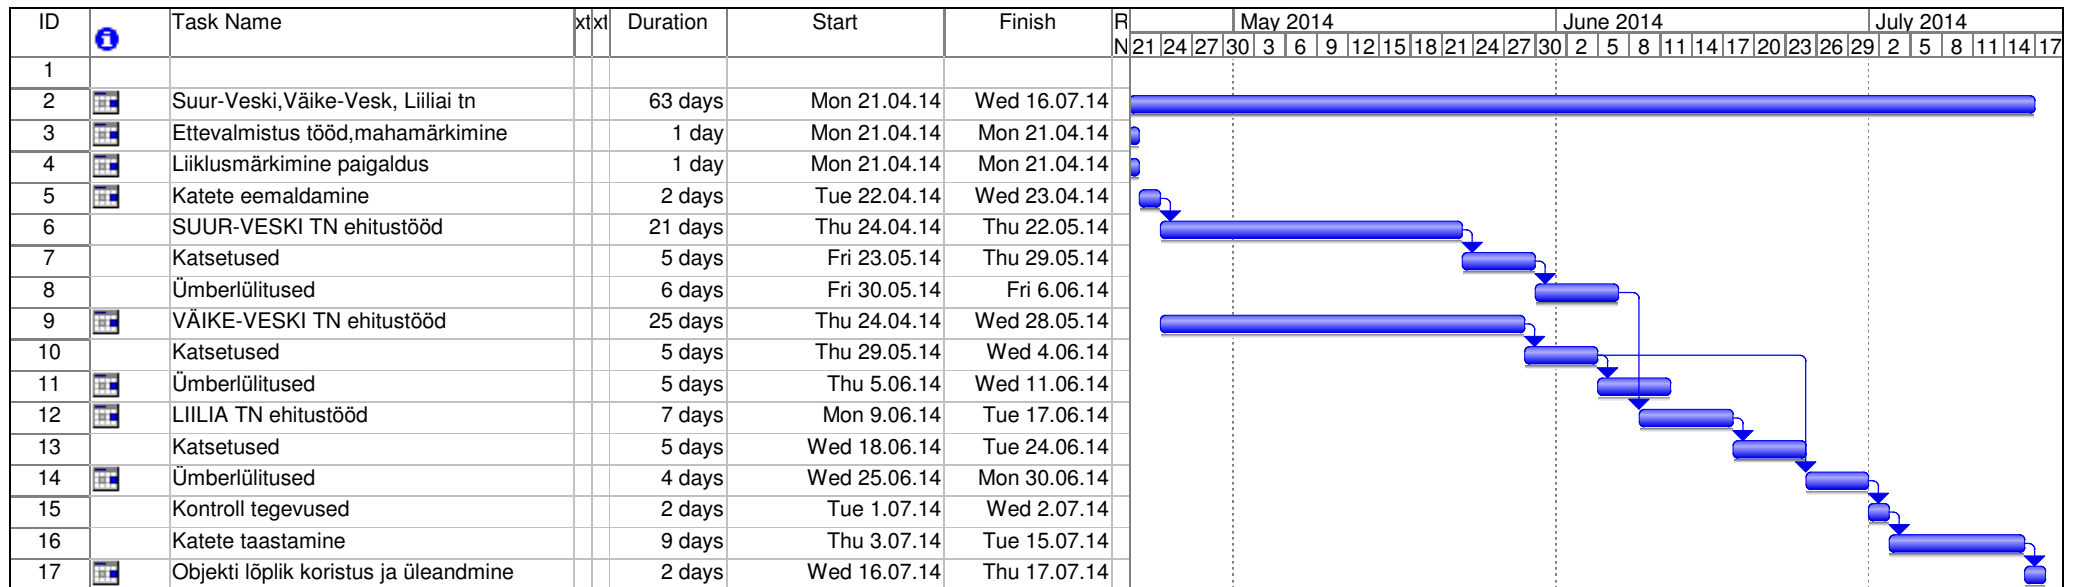 ID Task Name xt xt Duration Start Finish R May 2014 June 2014 July 2014
N 21 24 27 30 3 6 9 12 15 18 21 24 27 30 2 5 8 11 14 17 20 23 26 29 2 5 8 11 14 17
1
2 Suur-Veski,Väike-Vesk, Liiliai tn 63 days Mon 21.04.14 Wed 16.07.14
3 Ettevalmistus tööd,mahamärkimine 1 day Mon 21.04.14 Mon 21.04.14
4 Liiklusmärkimine paigaldus 1 day Mon 21.04.14 Mon 21.04.14
5 Katete eemaldamine 2 days Tue 22.04.14 Wed 23.04.14
6 SUUR-VESKI TN ehitustööd 21 days Thu 24.04.14 Thu 22.05.14
7 Katsetused 5 days Fri 23.05.14 Thu 29.05.14
8 Ümberlülitused 6 days Fri 30.05.14 Fri 6.06.14
9 VÄIKE-VESKI TN ehitustööd 25 days Thu 24.04.14 Wed 28.05.14
10 Katsetused 5 days Thu 29.05.14 Wed 4.06.14
11 Ümberlülitused 5 days Thu 5.06.14 Wed 11.06.14
12 LIILIA TN ehitustööd 7 days Mon 9.06.14 Tue 17.06.14
13 Katsetused 5 days Wed 18.06.14 Tue 24.06.14
14 Ümberlülitused 4 days Wed 25.06.14 Mon 30.06.14
15 Kontroll tegevused 2 days Tue 1.07.14 Wed 2.07.14
16 Katete taastamine 9 days Thu 3.07.14 Tue 15.07.14
17 Objekti lõplik koristus ja üleandmine 2 days Wed 16.07.14 Thu 17.07.14